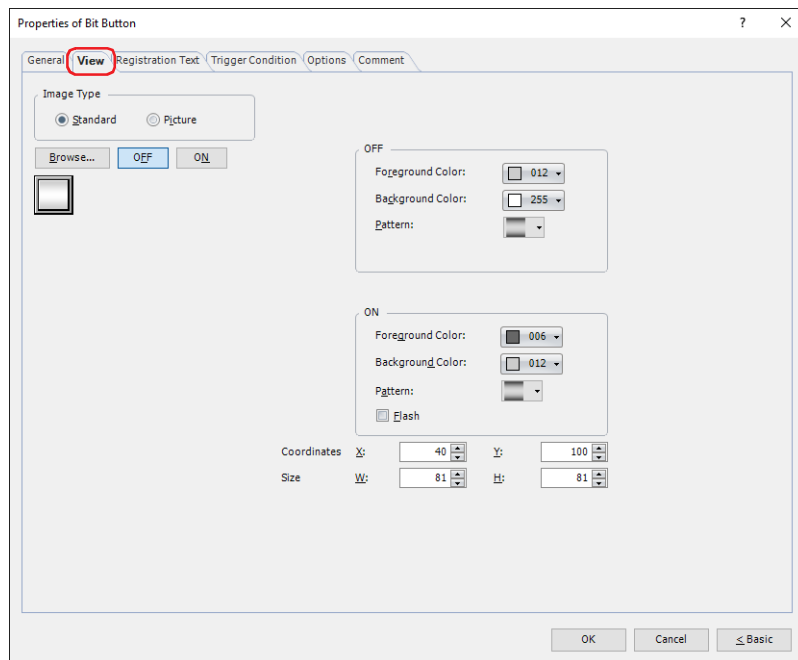 Properties of Bit Button ?
General View Registration Text Trigger Condition Options Comment
Image Type
Standard Picture
Browse... OFF ON
OFF
Foreground Color: 012
Background Color: 255
Pattern:
ON
Foreground Color: 006
Background Color: 012
Pattern:
Flash
Coordinates X: 40 Y: 100
Size W: 81 H: 81
OK Cancel < Basic